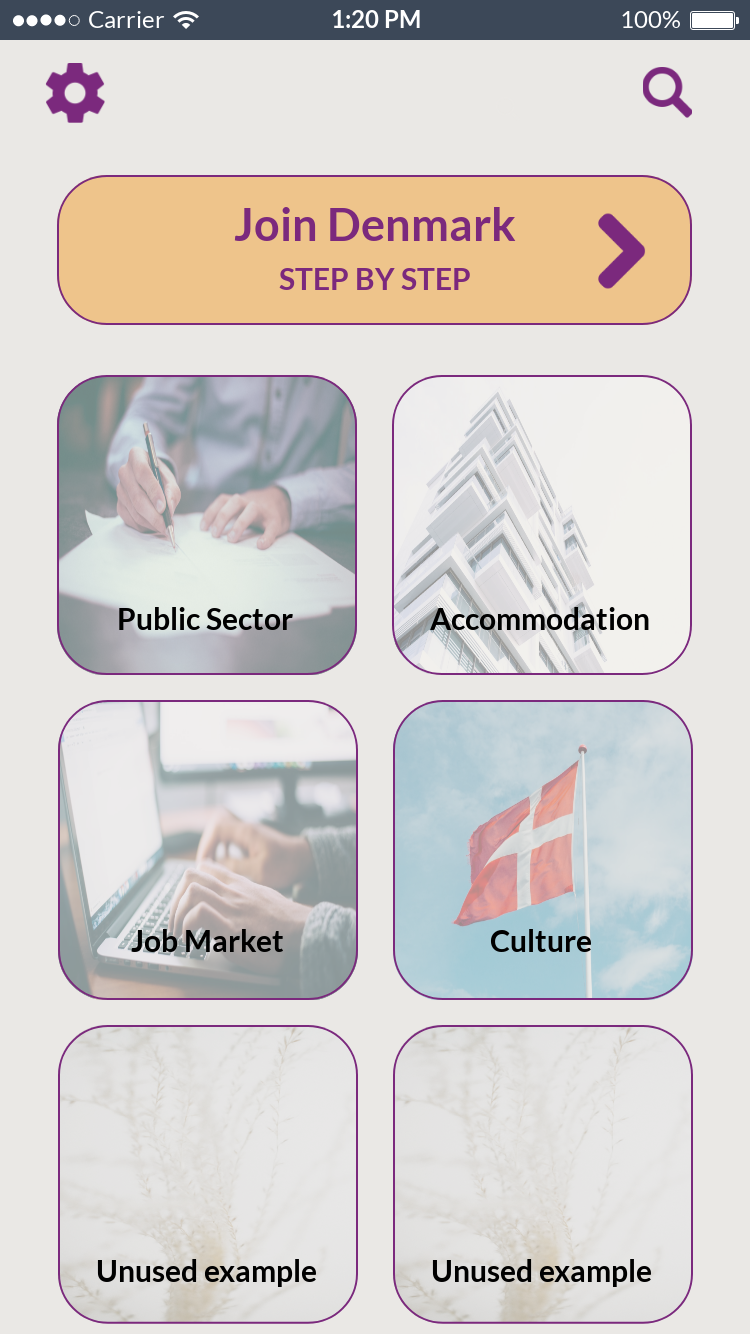 Carrier 1:20 PM 100%
Join Denmark
STEP BY STEP
Public Sector
Accommodation
Job Market
Culture
Unused example
Unused example